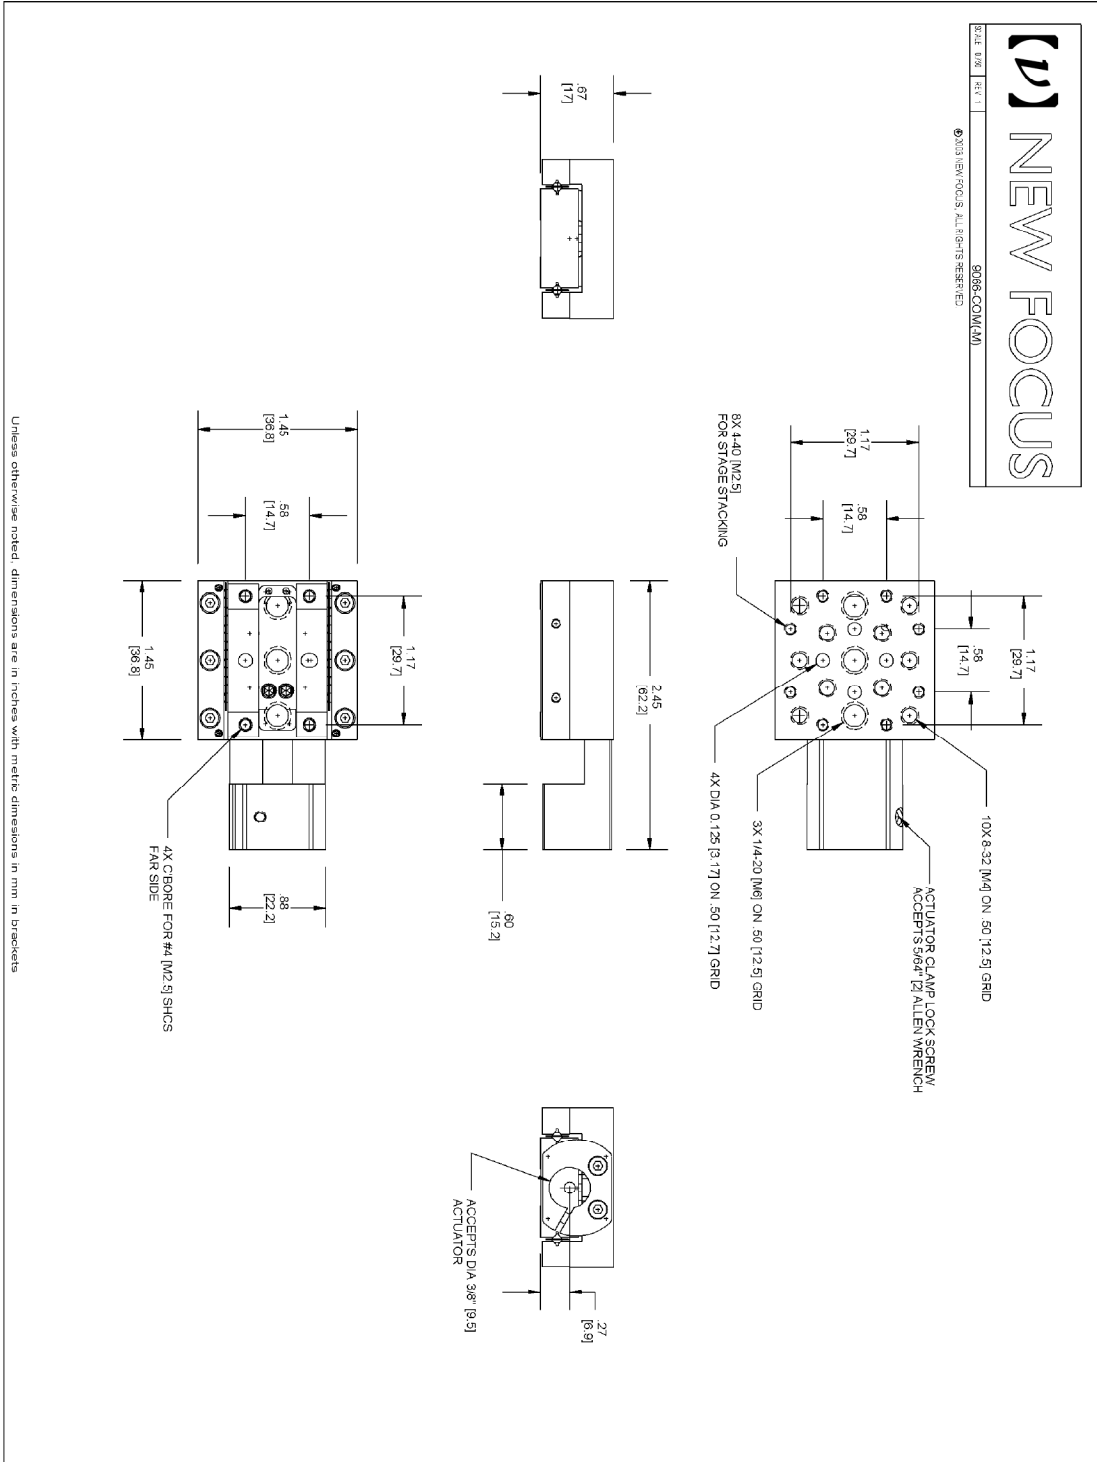 (ν) NEW FOCUS
SCALE 0.750 REV 1 9066-COM(-M)
© 2003 NEW FOCUS, ALL RIGHTS RESERVED
10X 8-32 [M4] ON .50 [12.5] GRID
ACTUATOR CLAMP LOCK SCREW
ACCEPTS 5/64" [2] ALLEN WRENCH
1.17
[29.7]
.58
[14.7]
1.17
[29.7]
.58
[14.7]
3X 1/4-20 [M6] ON .50 [12.5] GRID
4X DIA 0.125 [3.17] ON .50 [12.7] GRID
8X 4-40 [M2.5]
FOR STAGE STACKING
.67
[17]
2.45
[62.2]
.60
[15.2]
.27
[6.9]
ACCEPTS DIA 3/8" [9.5]
ACTUATOR
1.45
[36.8]
.58
[14.7]
1.17
[29.7]
.88
[22.2]
1.45
[36.8]
4X C'BORE FOR #4 [M2.5] SHCS
FAR SIDE
Unless otherwise noted, dimensions are in inches with metric dimesions in mm in brackets